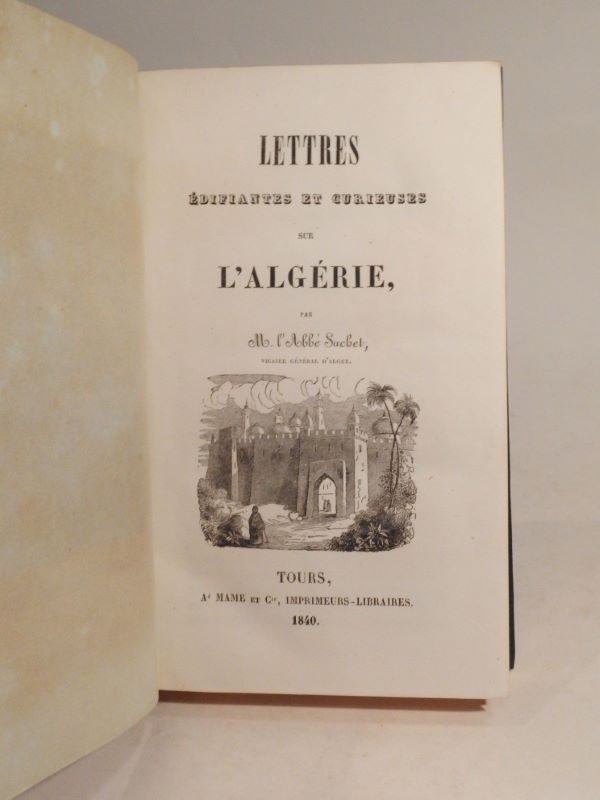 LETTRES
ÉDIFIANTES ET CURIEUSES
SUR
L'ALGÉRIE,
PAR
M. l'Abbé Suchet,
VICAIRE GÉNÉRAL D'ALGER.
TOURS,
Ad MAME ET Cie, IMPRIMEURS-LIBRAIRES.
1840.